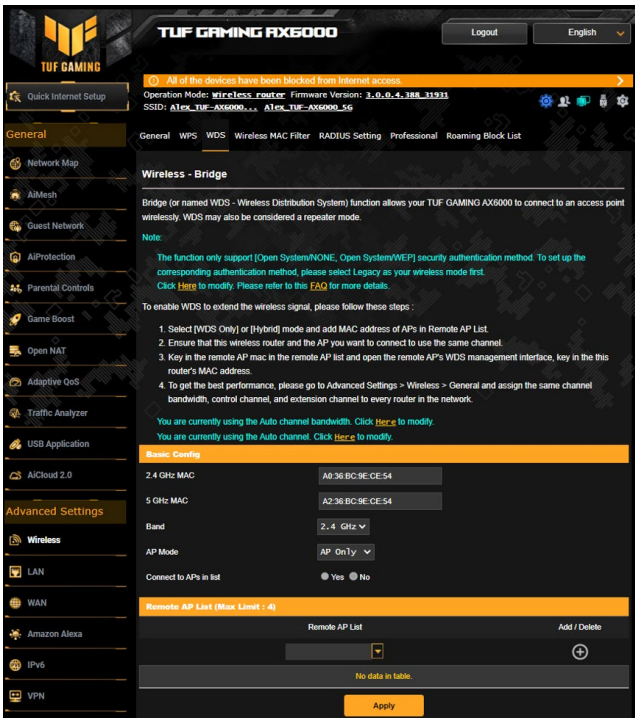 TUF GAMING
TUF GAMING AX6000
Logout
English
Quick Internet Setup
All of the devices have been blocked from Internet access.
Operation Mode: Wireless router Firmware Version: 3.0.0.4.388_31931
SSID: Alex_TUF-AX6000... Alex_TUF-AX6000_5G
General
Network Map
AiMesh
Guest Network
AiProtection
Parental Controls
Game Boost
Open NAT
Adaptive QoS
Traffic Analyzer
USB Application
AiCloud 2.0
Advanced Settings
Wireless
LAN
WAN
Amazon Alexa
IPv6
VPN
General WPS WDS Wireless MAC Filter RADIUS Setting Professional Roaming Block List
Wireless - Bridge
Bridge (or named WDS - Wireless Distribution System) function allows your TUF GAMING AX6000 to connect to an access point
wirelessly. WDS may also be considered a repeater mode.
Note:
The function only support [Open System/NONE, Open System/WEP] security authentication method. To set up the
corresponding authentication method, please select Legacy as your wireless mode first.
Click Here to modify. Please refer to this FAQ for more details.
To enable WDS to extend the wireless signal, please follow these steps :
1. Select [WDS Only] or [Hybrid] mode and add MAC address of APs in Remote AP List.
2. Ensure that this wireless router and the AP you want to connect to use the same channel.
3. Key in the remote AP mac in the remote AP list and open the remote AP's WDS management interface, key in the this
router's MAC address.
4. To get the best performance, please go to Advanced Settings > Wireless > General and assign the same channel
bandwidth, control channel, and extension channel to every router in the network.
You are currently using the Auto channel bandwidth. Click Here to modify.
You are currently using the Auto channel. Click Here to modify.
Basic Config
2.4 GHz MAC A0:36:BC:9E:CE:54
5 GHz MAC A2:36:BC:9E:CE:54
Band 2.4 GHz
AP Mode AP Only
Connect to APs in list Yes No
Remote AP List (Max Limit : 4)
Remote AP List Add / Delete
No data in table.
Apply